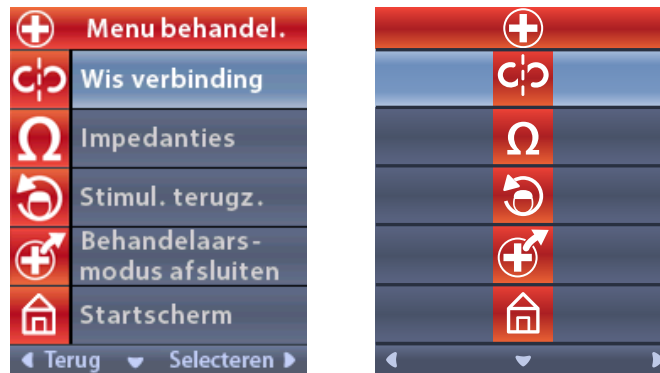 Menu behandel.
Wis verbinding
Impedanties
Stimul. terugz.
Behandelaars-
modus afsluiten
Startscherm
Terug Selecteren